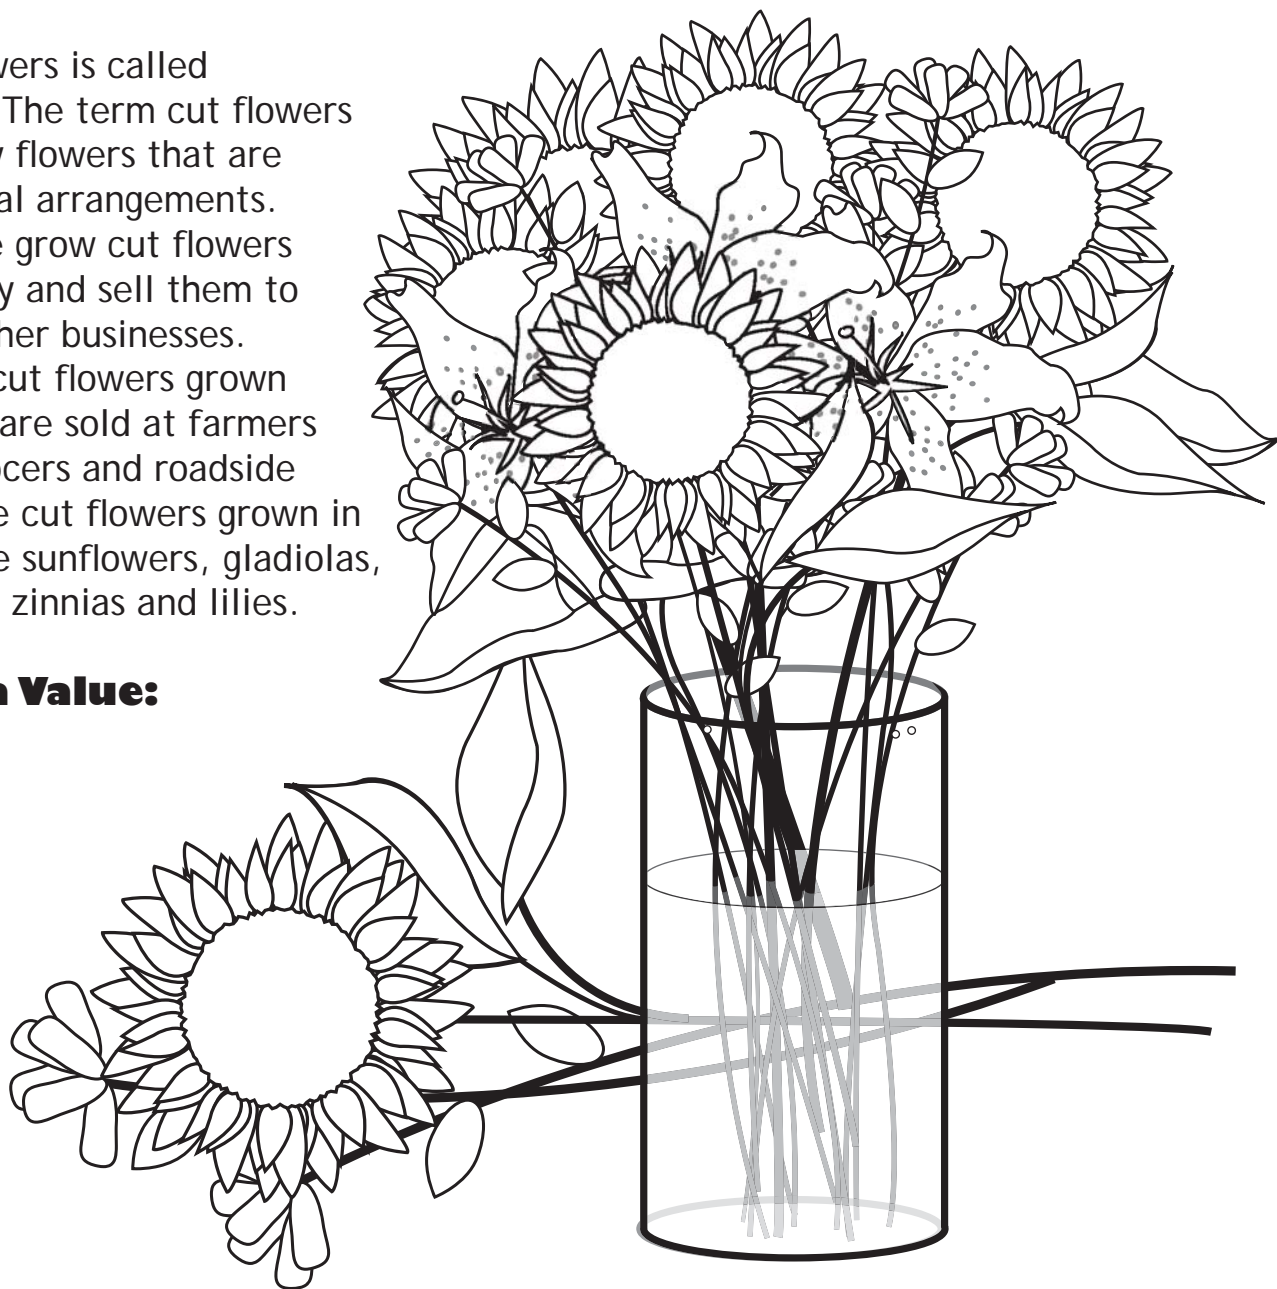 wers is called
The term cut flowers
flowers that are
al arrangements.
grow cut flowers
y and sell them to
her businesses.
cut flowers grown
are sold at farmers
ocers and roadside
e cut flowers grown in
e sunflowers, gladiolas,
zinnias and lilies.
Value: